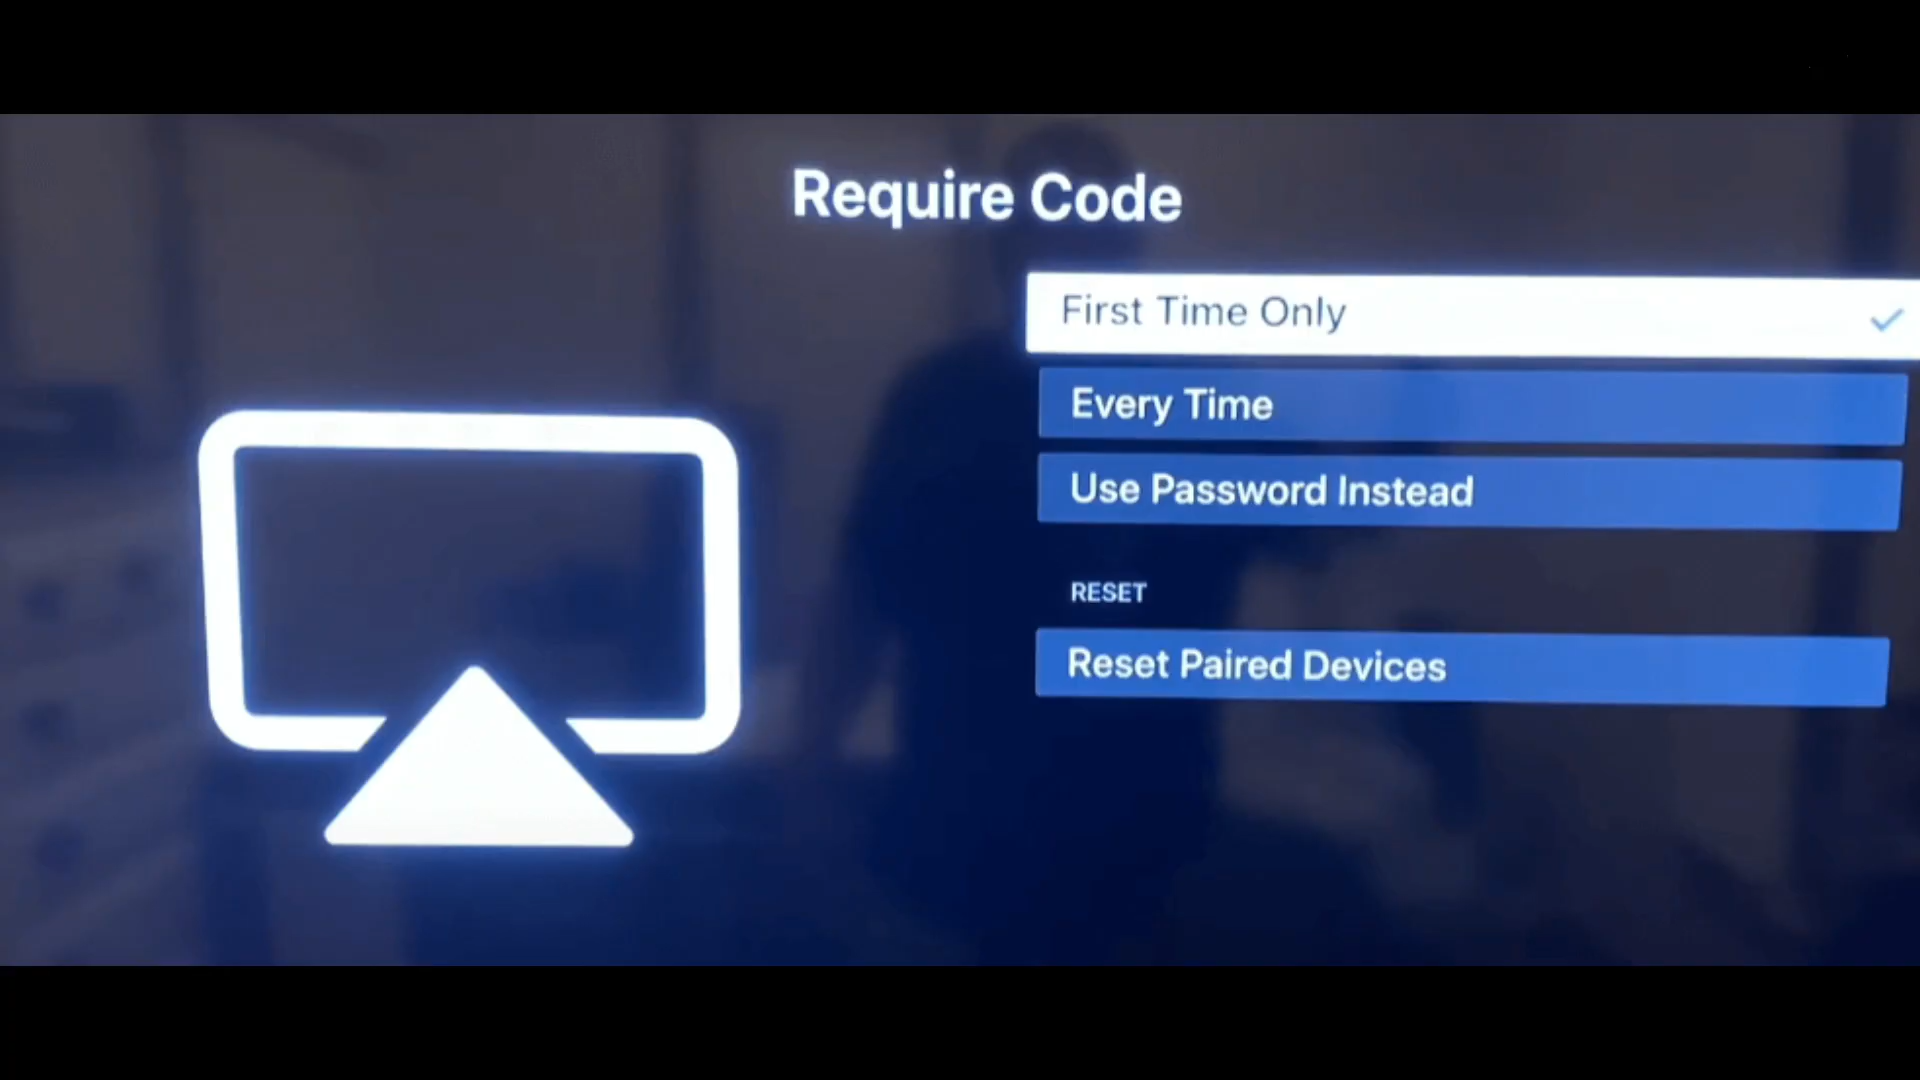 Require Code
First Time Only
Every Time
Use Password Instead
RESET
Reset Paired Devices